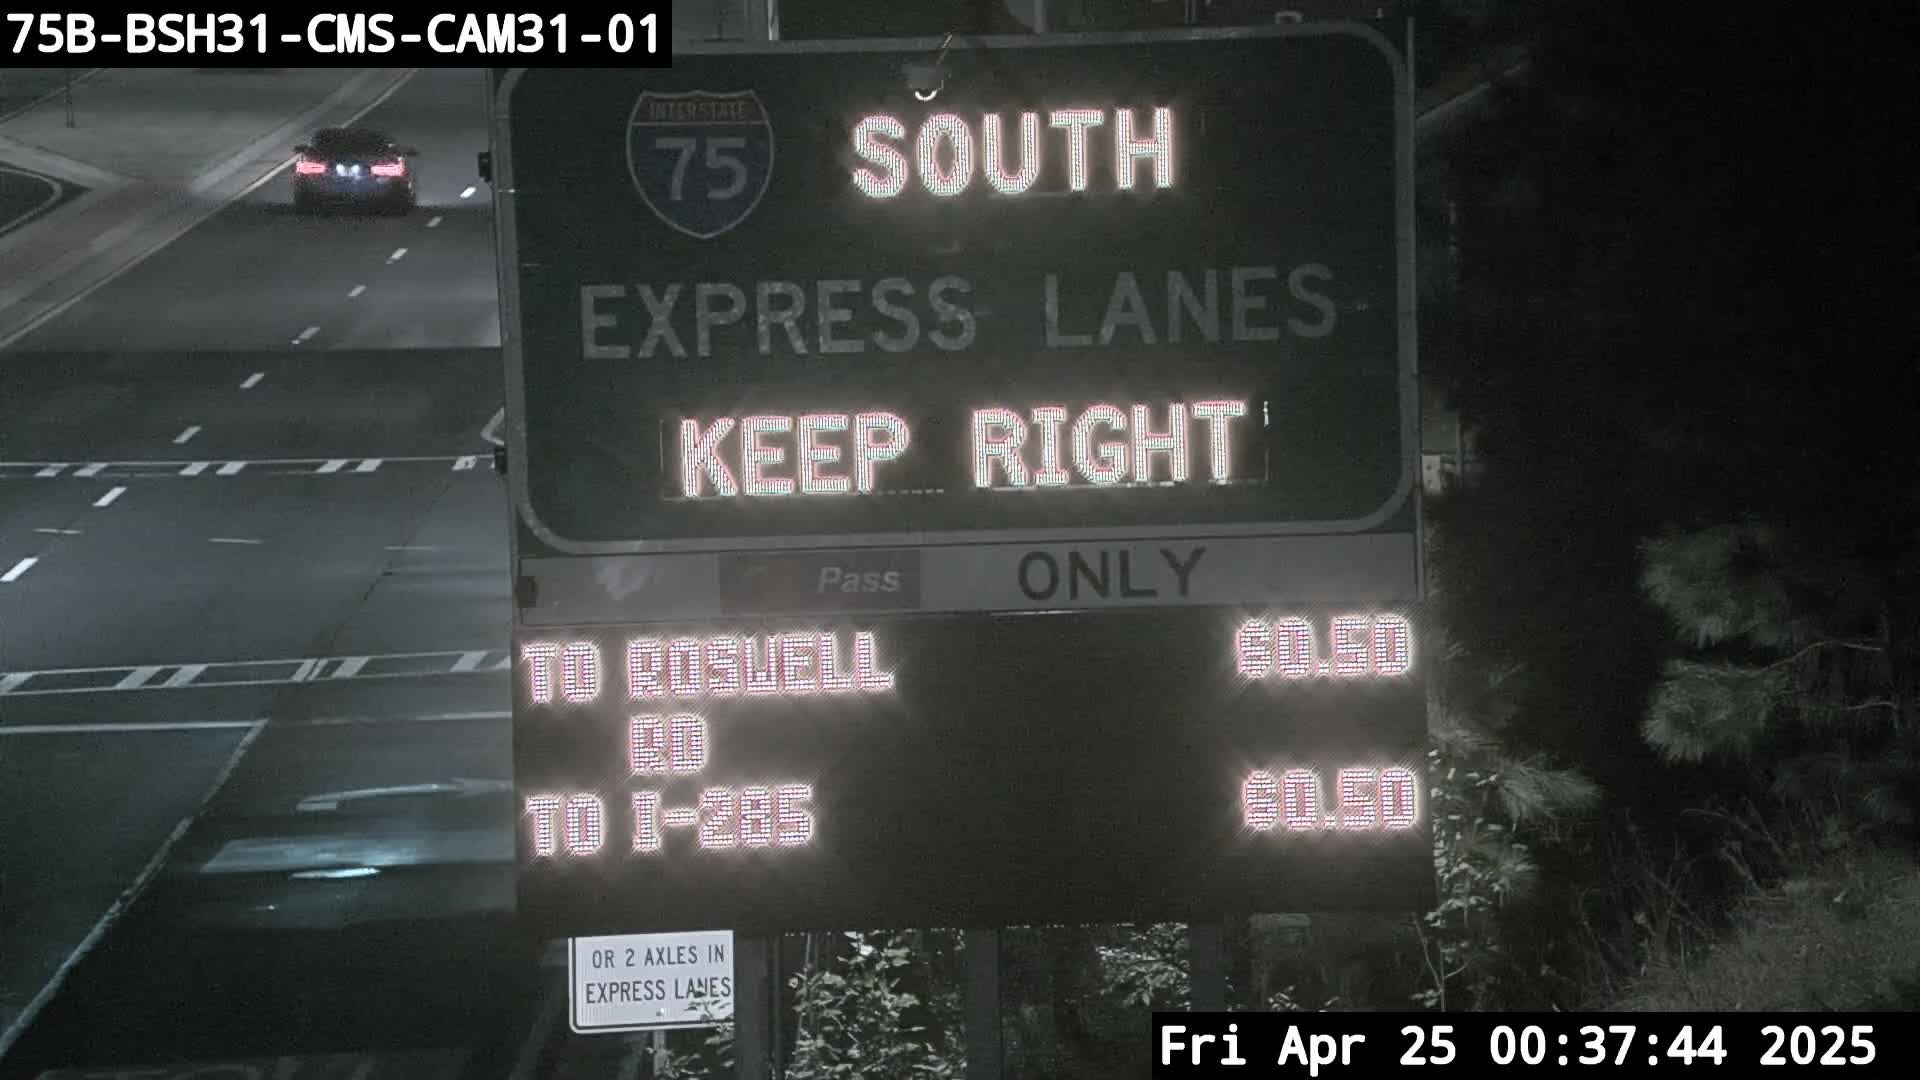 75B-BSH31-CMS-CAM31-01
INTERSTATE
75
SOUTH
EXPRESS LANES
KEEP RIGHT
Pass ONLY
TO ROSWELL $0.50
RD
TO I-285 $0.50
OR 2 AXLES IN
EXPRESS LANES
Fri Apr 25 00:37:44 2025